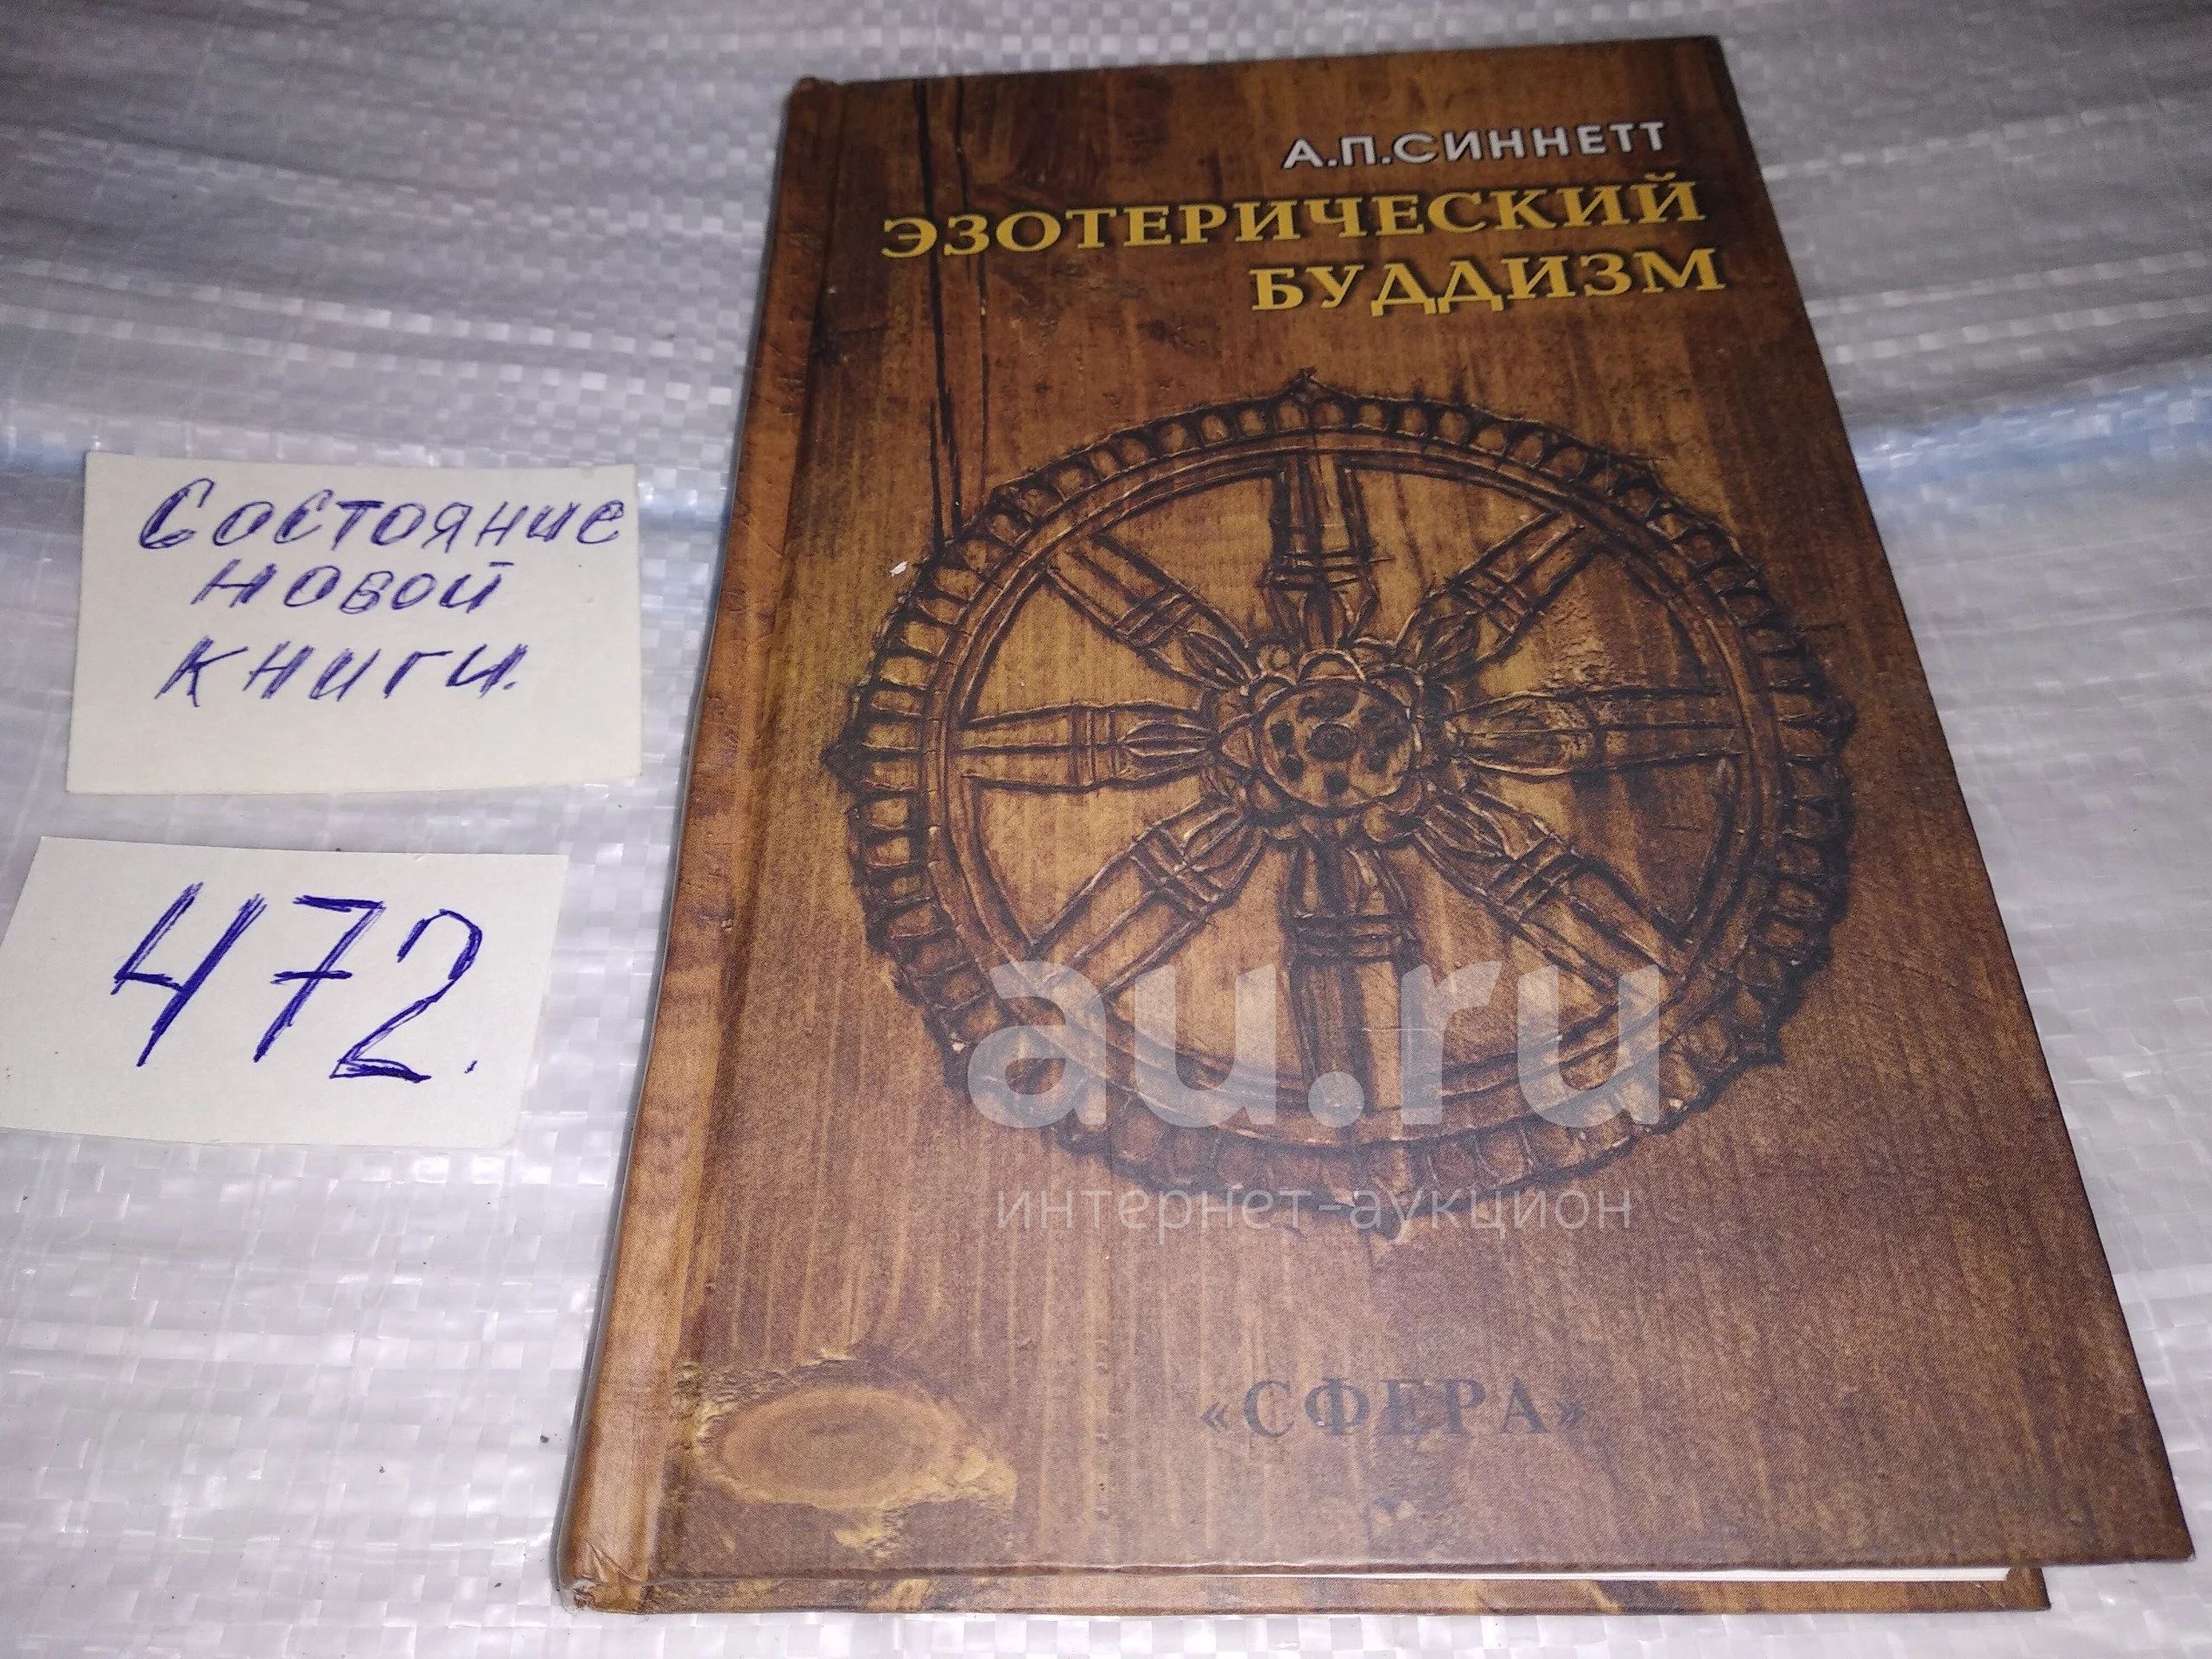 А.П.СИННЕТТ
ЭЗОТЕРИЧЕСКИЙ
БУДДИЗМ
Состояние
новой
книги.
472.
au.ru
интернет-аукцион
«СФЕРА»